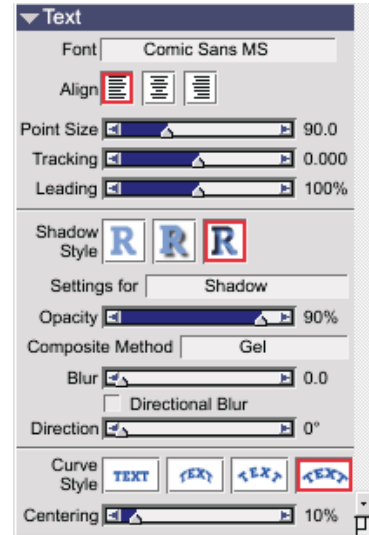 Text
Font Comic Sans MS
Align
Point Size 90.0
Tracking 0.000
Leading 100%
Shadow
Style R R R
Settings for Shadow
Opacity 90%
Composite Method Gel
Blur 0.0
Directional Blur
Direction 0°
Curve
Style TEXT TEXT TEXT TEXT
Centering 10%